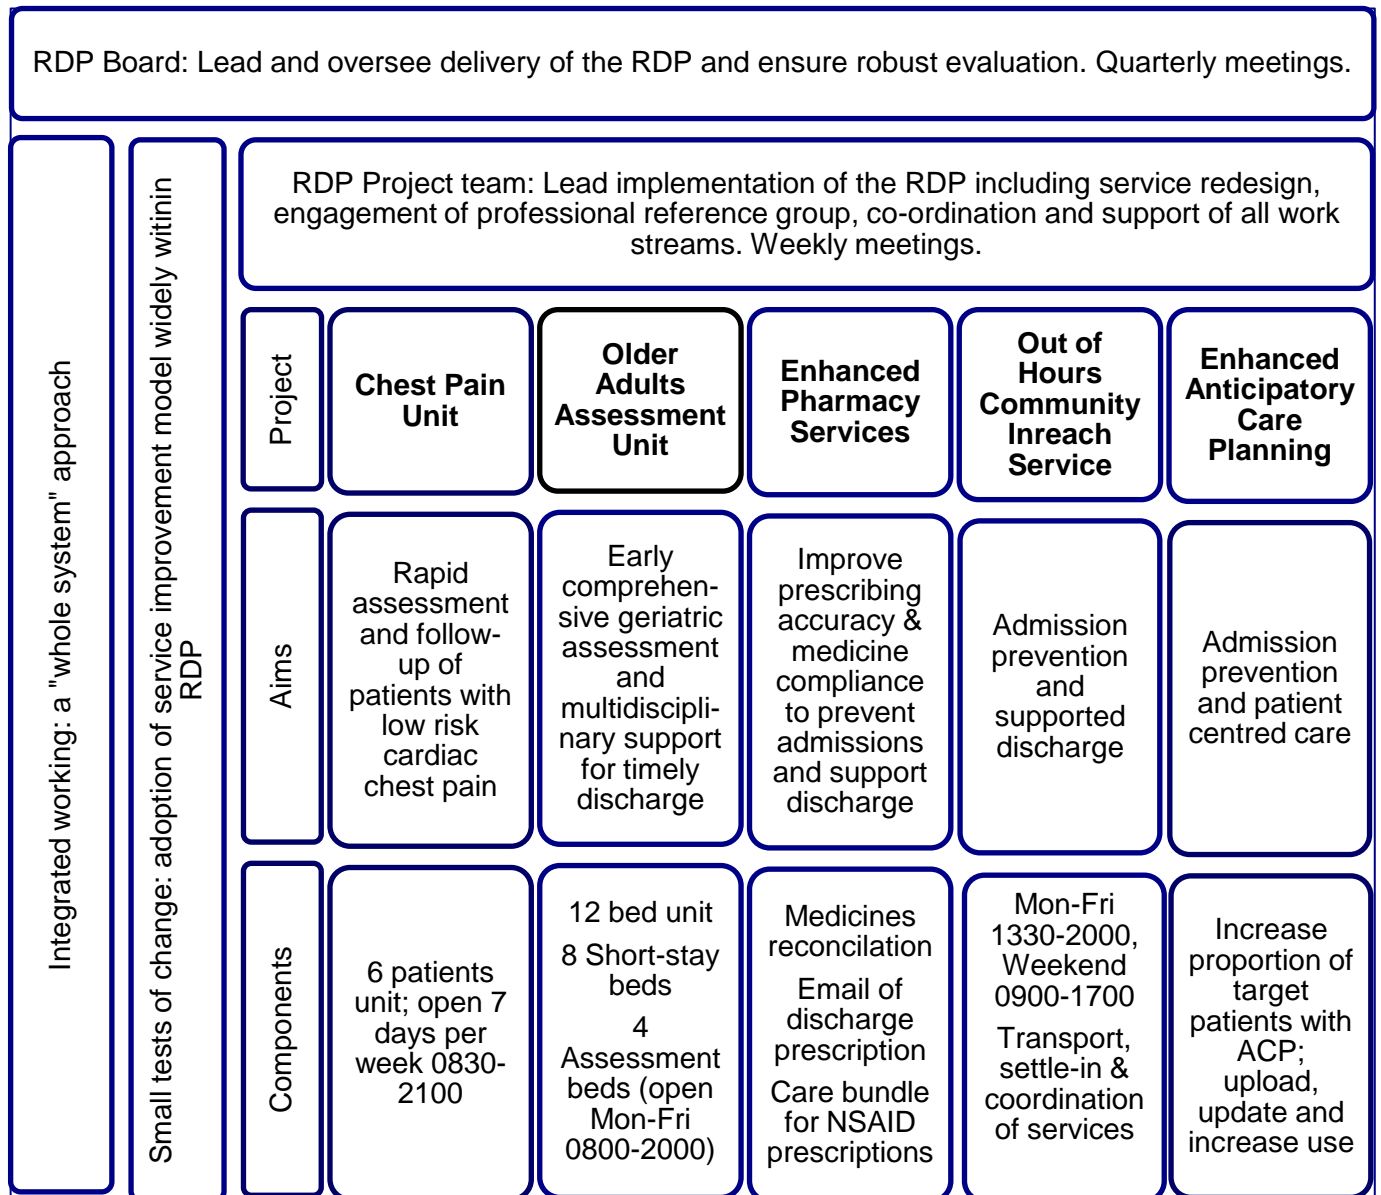 RDP Board: Lead and oversee delivery of the RDP and ensure robust evaluation. Quarterly meetings.
Integrated working: a "whole system" approach
Small tests of change: adoption of service improvement model widely witinin
RDP
RDP Project team: Lead implementation of the RDP including service redesign,
engagement of professional reference group, co-ordination and support of all work
streams. Weekly meetings.
Project
Chest Pain
Unit
Older
Adults
Assessment
Unit
Enhanced
Pharmacy
Services
Out of
Hours
Community
Inreach
Service
Enhanced
Anticipatory
Care
Planning
Aims
Rapid
assessment
and follow-
up of
patients with
low risk
cardiac
chest pain
Early
comprehen-
sive geriatric
assessment
and
multidiscipli-
nary support
for timely
discharge
Improve
prescribing
accuracy &
medicine
compliance
to prevent
admissions
and support
discharge
Admission
prevention
and
supported
discharge
Admission
prevention
and patient
centred care
Components
6 patients
unit; open 7
days per
week 0830-
2100
12 bed unit
8 Short-stay
beds
4
Assessment
beds (open
Mon-Fri
0800-2000)
Medicines
reconcilation
Email of
discharge
prescription
Care bundle
for NSAID
prescriptions
Mon-Fri
1330-2000,
Weekend
0900-1700
Transport,
settle-in &
coordination
of services
Increase
proportion of
target
patients with
ACP;
upload,
update and
increase use